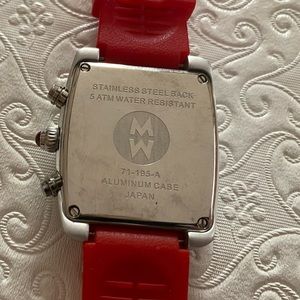 STAINLESS STEEL BACK
5 ATM WATER RESISTANT
MW
71-195-A
ALUMINUM CASE
JAPAN